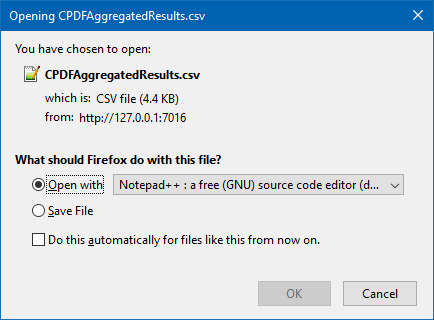 Opening CPDFAggregatedResults.csv
You have chosen to open:
CPDFAggregatedResults.csv
which is: CSV file (4.4 KB)
from: http://127.0.0.1:7016
What should Firefox do with this file?
Open with Notepad++ : a free (GNU) source code editor (d...
Save File
Do this automatically for files like this from now on.
OK Cancel